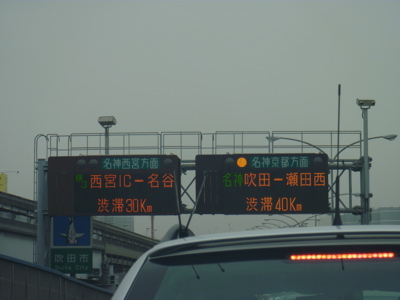 名神西宮方面
西宮IC－名谷
渋滞30Km
名神京都方面
名神 吹田－瀬田西
渋滞40Km
吹田市
Suita City